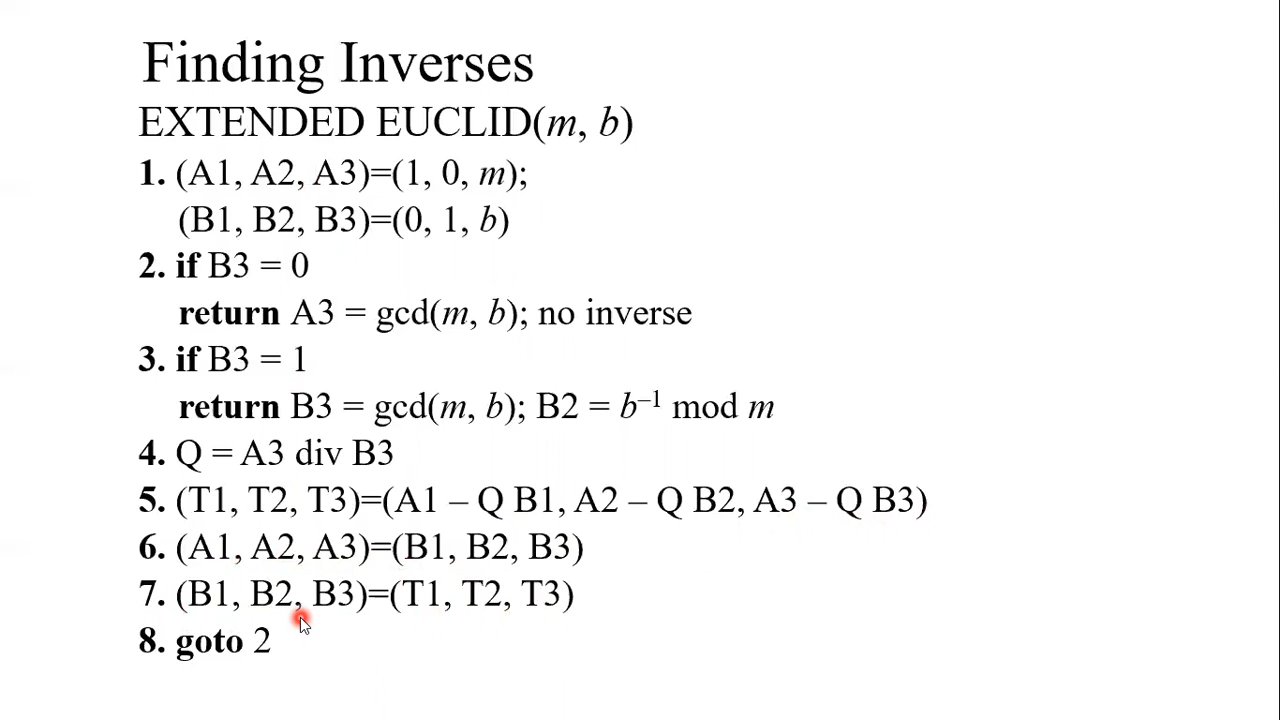 Finding Inverses
EXTENDED EUCLID(m, b)
1. (A1, A2, A3)=(1, 0, m);
(B1, B2, B3)=(0, 1, b)
2. if B3 = 0
return A3 = gcd(m, b); no inverse
3. if B3 = 1
return B3 = gcd(m, b); B2 = b⁻¹ mod m
4. Q = A3 div B3
5. (T1, T2, T3)=(A1 – Q B1, A2 – Q B2, A3 – Q B3)
6. (A1, A2, A3)=(B1, B2, B3)
7. (B1, B2, B3)=(T1, T2, T3)
8. goto 2